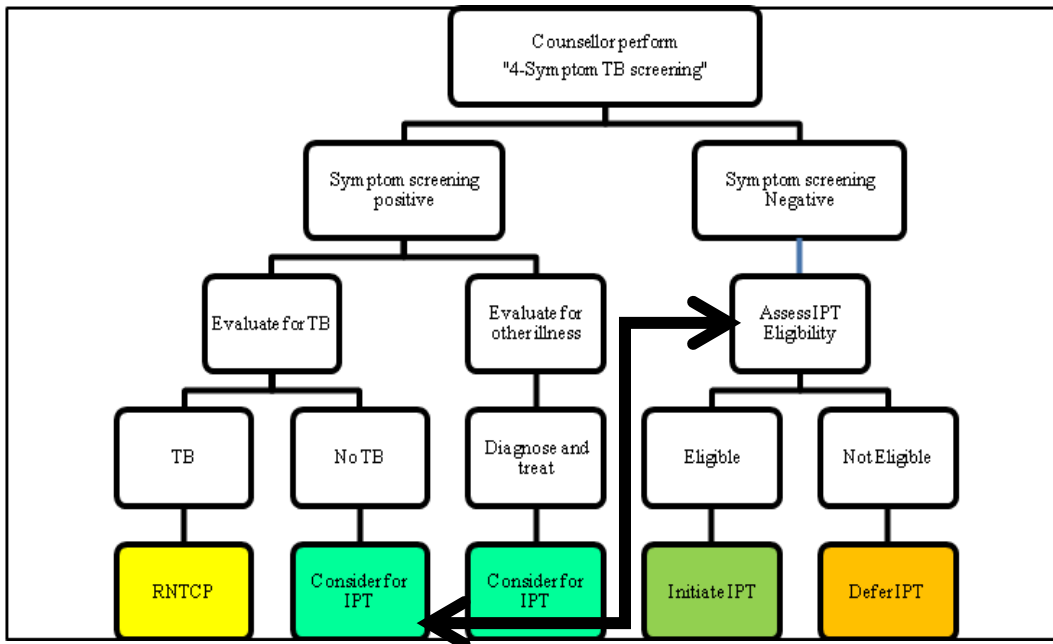 Counsellor perform
"4-Symptom TB screening"
Symptom screening
positive
Symptom screening
Negative
Evaluate for TB
Evaluate for
other illness
Assess IPT
Eligibility
TB
No TB
Diagnose and
treat
Eligible
Not Eligible
RNTCP
Consider for
IPT
Consider for
IPT
Initiate IPT
Defer IPT